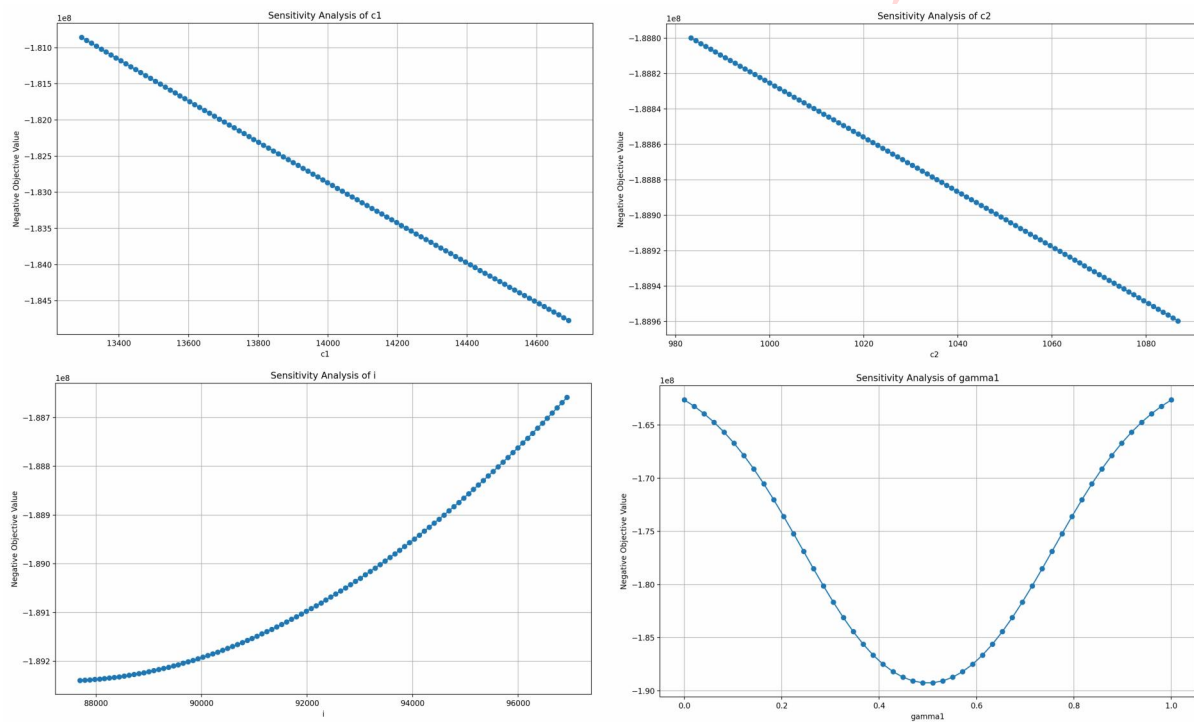 Sensitivity Analysis of c1
1e8
Negative Objective Value
−1.810
−1.815
−1.820
−1.825
−1.830
−1.835
−1.840
−1.845
13400 13600 13800 14000 14200 14400 14600
c1
Sensitivity Analysis of c2
1e8
Negative Objective Value
−1.8880
−1.8882
−1.8884
−1.8886
−1.8888
−1.8890
−1.8892
−1.8894
−1.8896
980 1000 1020 1040 1060 1080
c2
Sensitivity Analysis of i
1e8
Negative Objective Value
−1.887
−1.888
−1.889
−1.890
−1.891
−1.892
88000 90000 92000 94000 96000
i
Sensitivity Analysis of gamma1
1e8
Negative Objective Value
−1.65
−1.70
−1.75
−1.80
−1.85
−1.90
0.0 0.2 0.4 0.6 0.8 1.0
gamma1